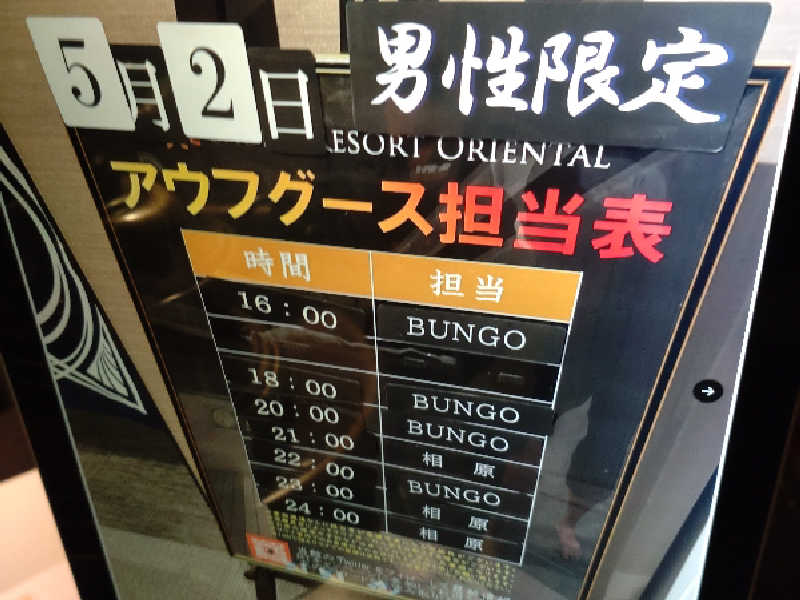 5月2日 男性限定
RESORT ORIENTAL
アウフグース担当表
時間 担当
16：00 BUNGO
18：00 BUNGO
20：00 BUNGO
21：00 相原
22：00 BUNGO
23：00 相原
24：00 相原